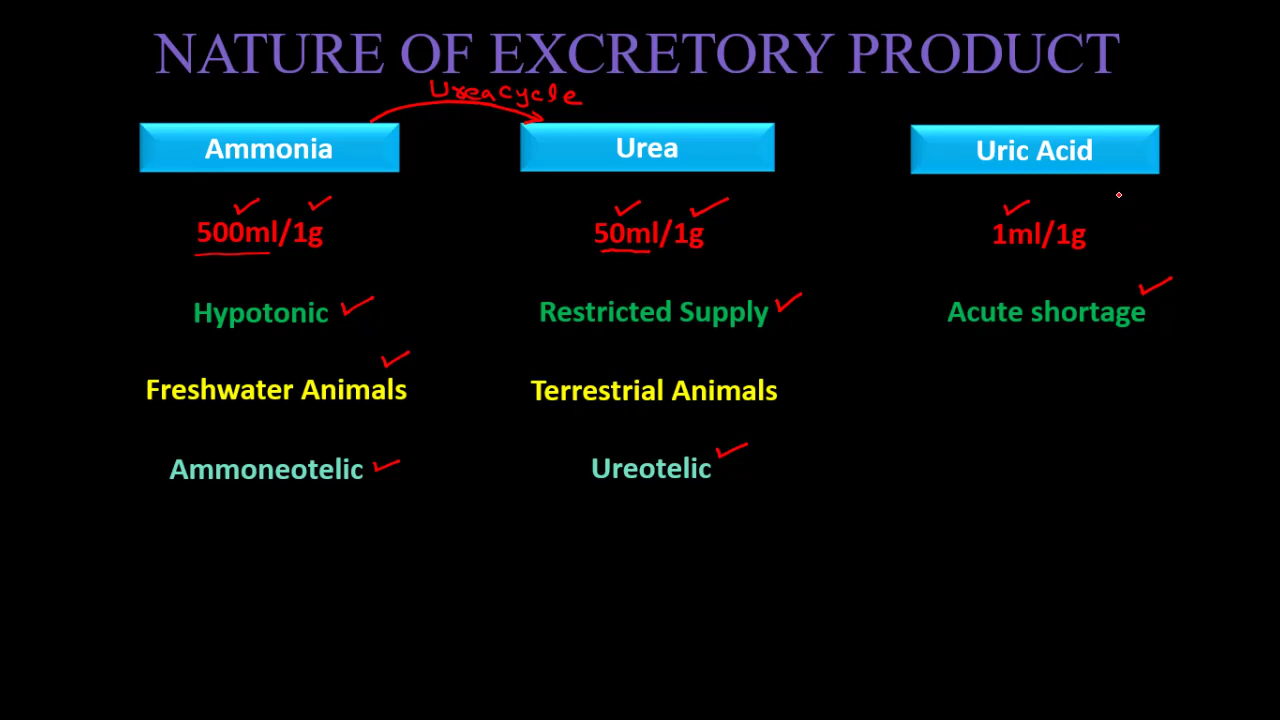 NATURE OF EXCRETORY PRODUCT
Ureacycle
Ammonia Urea Uric Acid
500ml/1g 50ml/1g 1ml/1g
Hypotonic Restricted Supply Acute shortage
Freshwater Animals Terrestrial Animals
Ammoneotelic Ureotelic